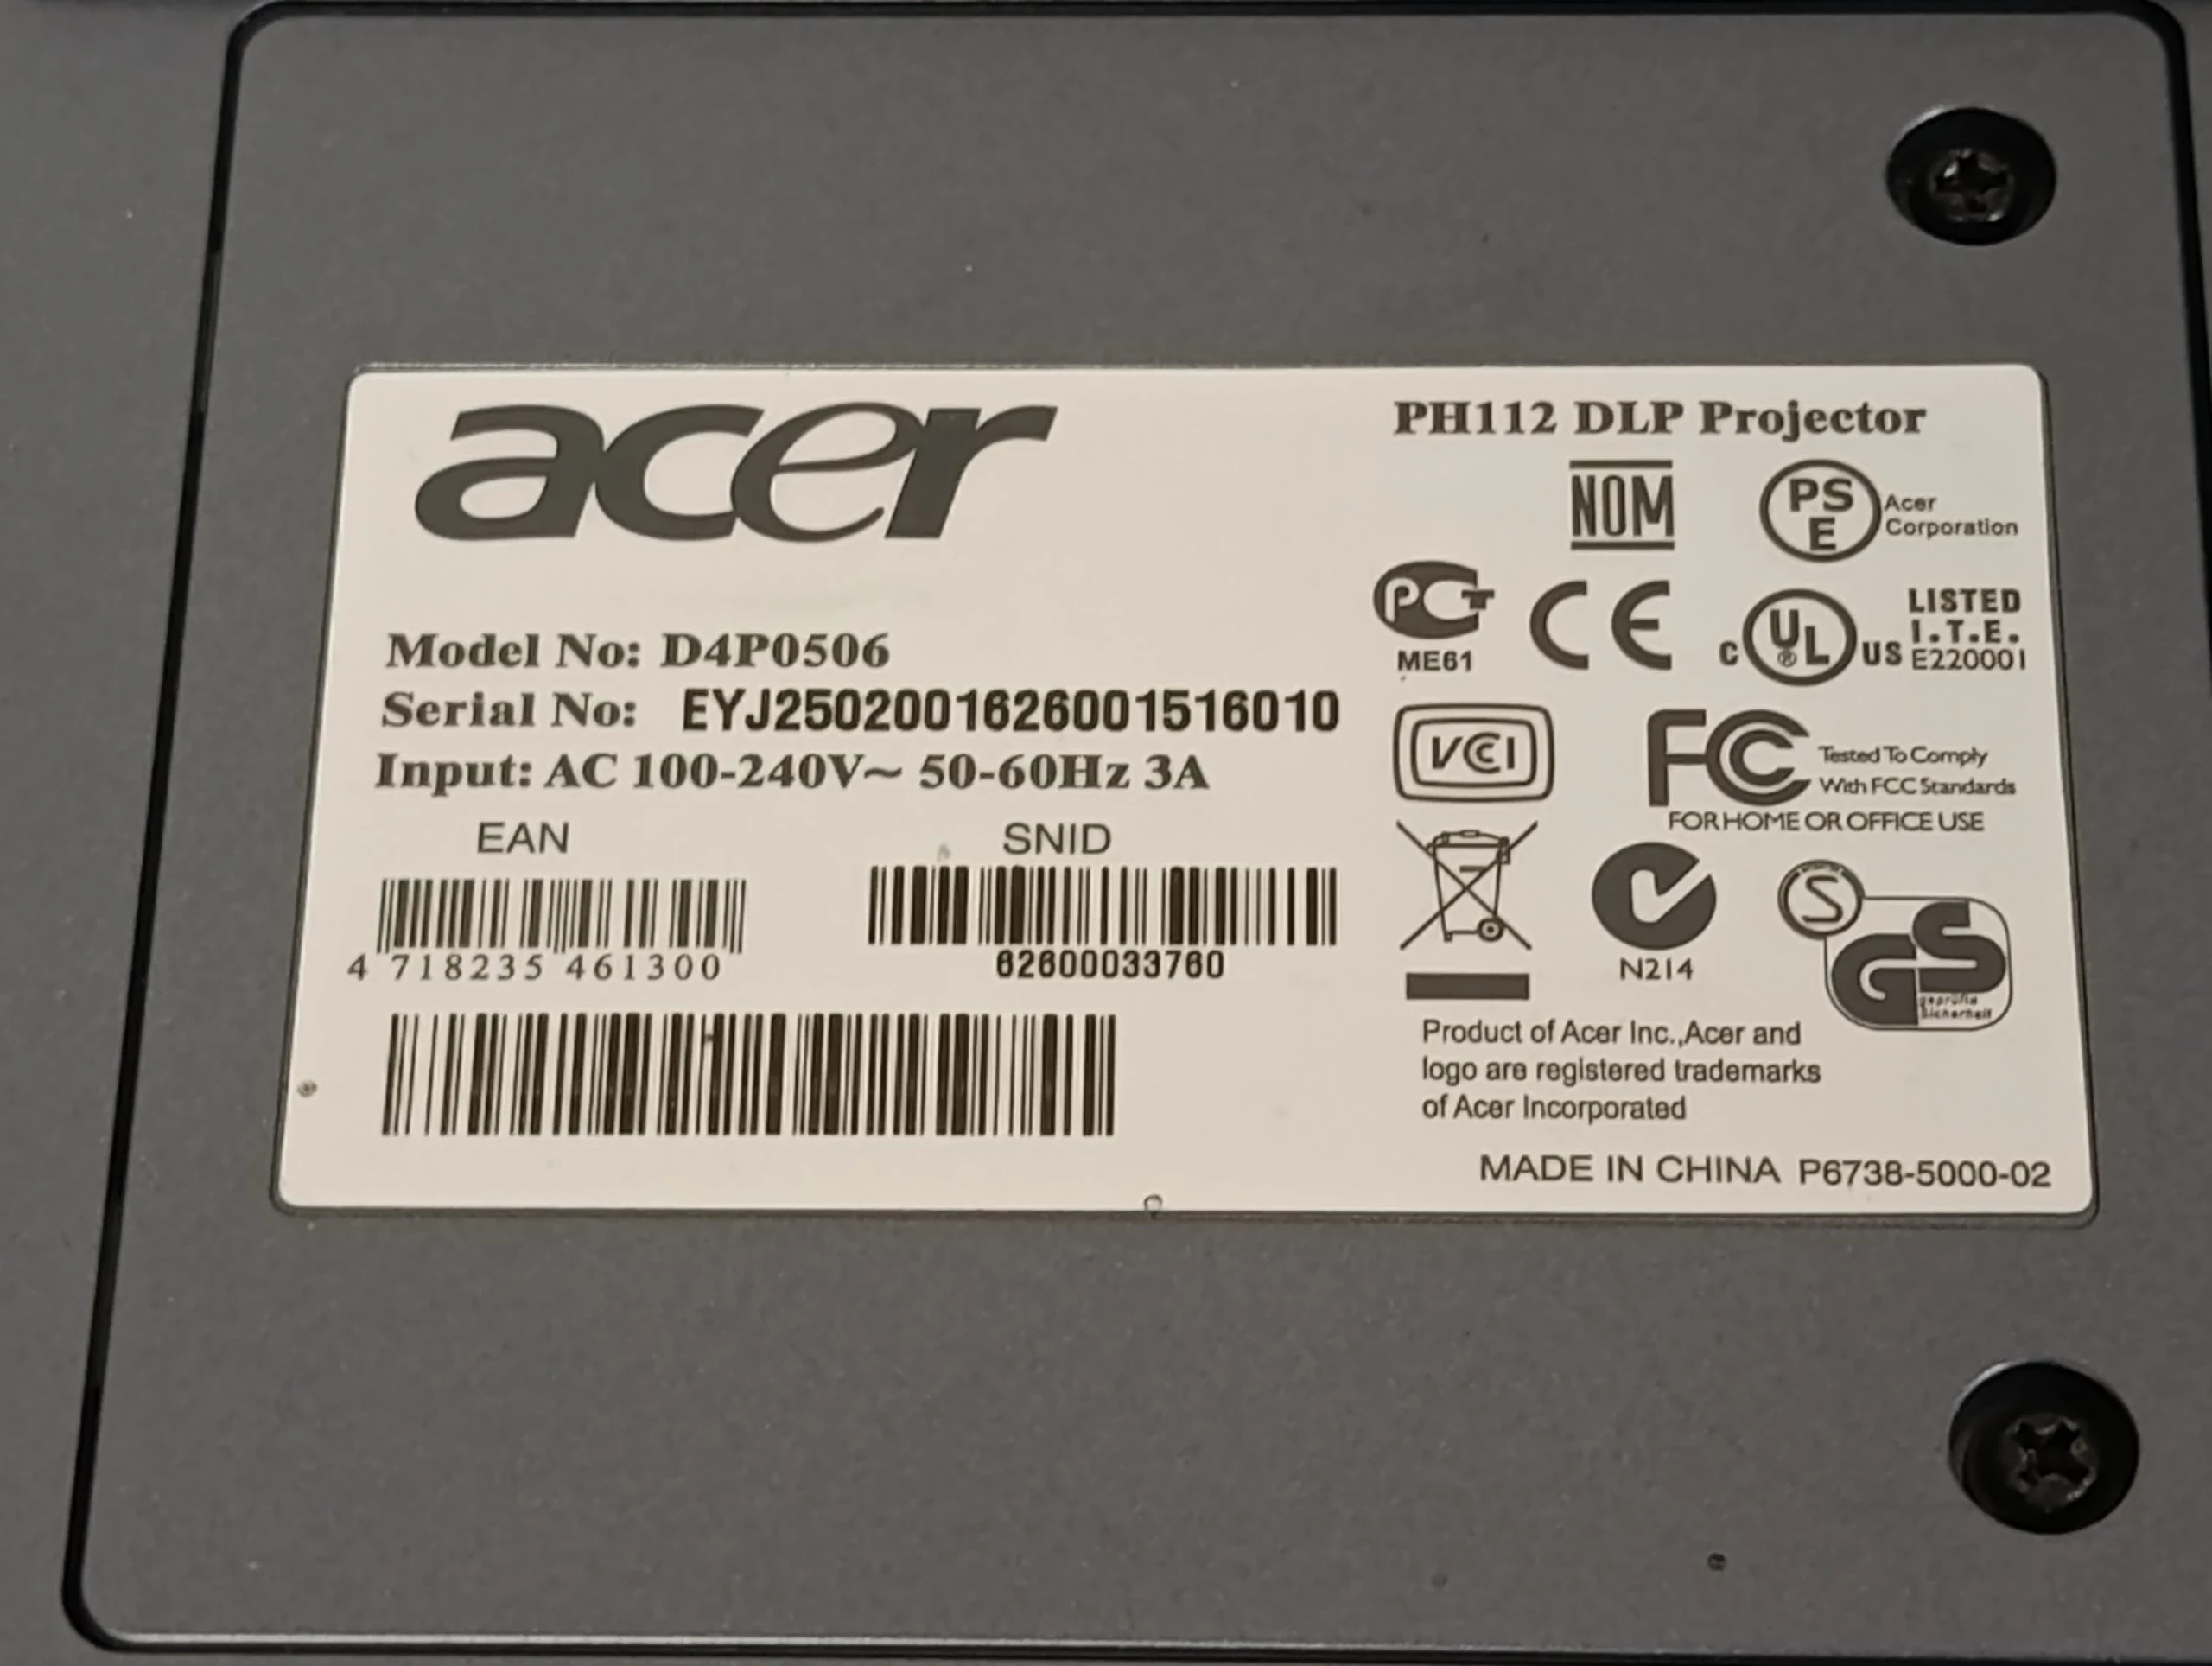 acer
Model No: D4P0506
Serial No: EYJ2502001626001516010
Input: AC 100-240V~ 50-60Hz 3A
EAN
4 718235 461300
SNID
62600033760
PH112 DLP Projector
NOM
PS
E
Acer
Corporation
PCT
ME61
CE
C UL® US
LISTED
I.T.E.
E220001
VCCI
FC
Tested To Comply
With FCC Standards
FOR HOME OR OFFICE USE
N214
S
GS
geprüfte
Sicherheit
Product of Acer Inc.,Acer and
logo are registered trademarks
of Acer Incorporated
MADE IN CHINA P6738-5000-02